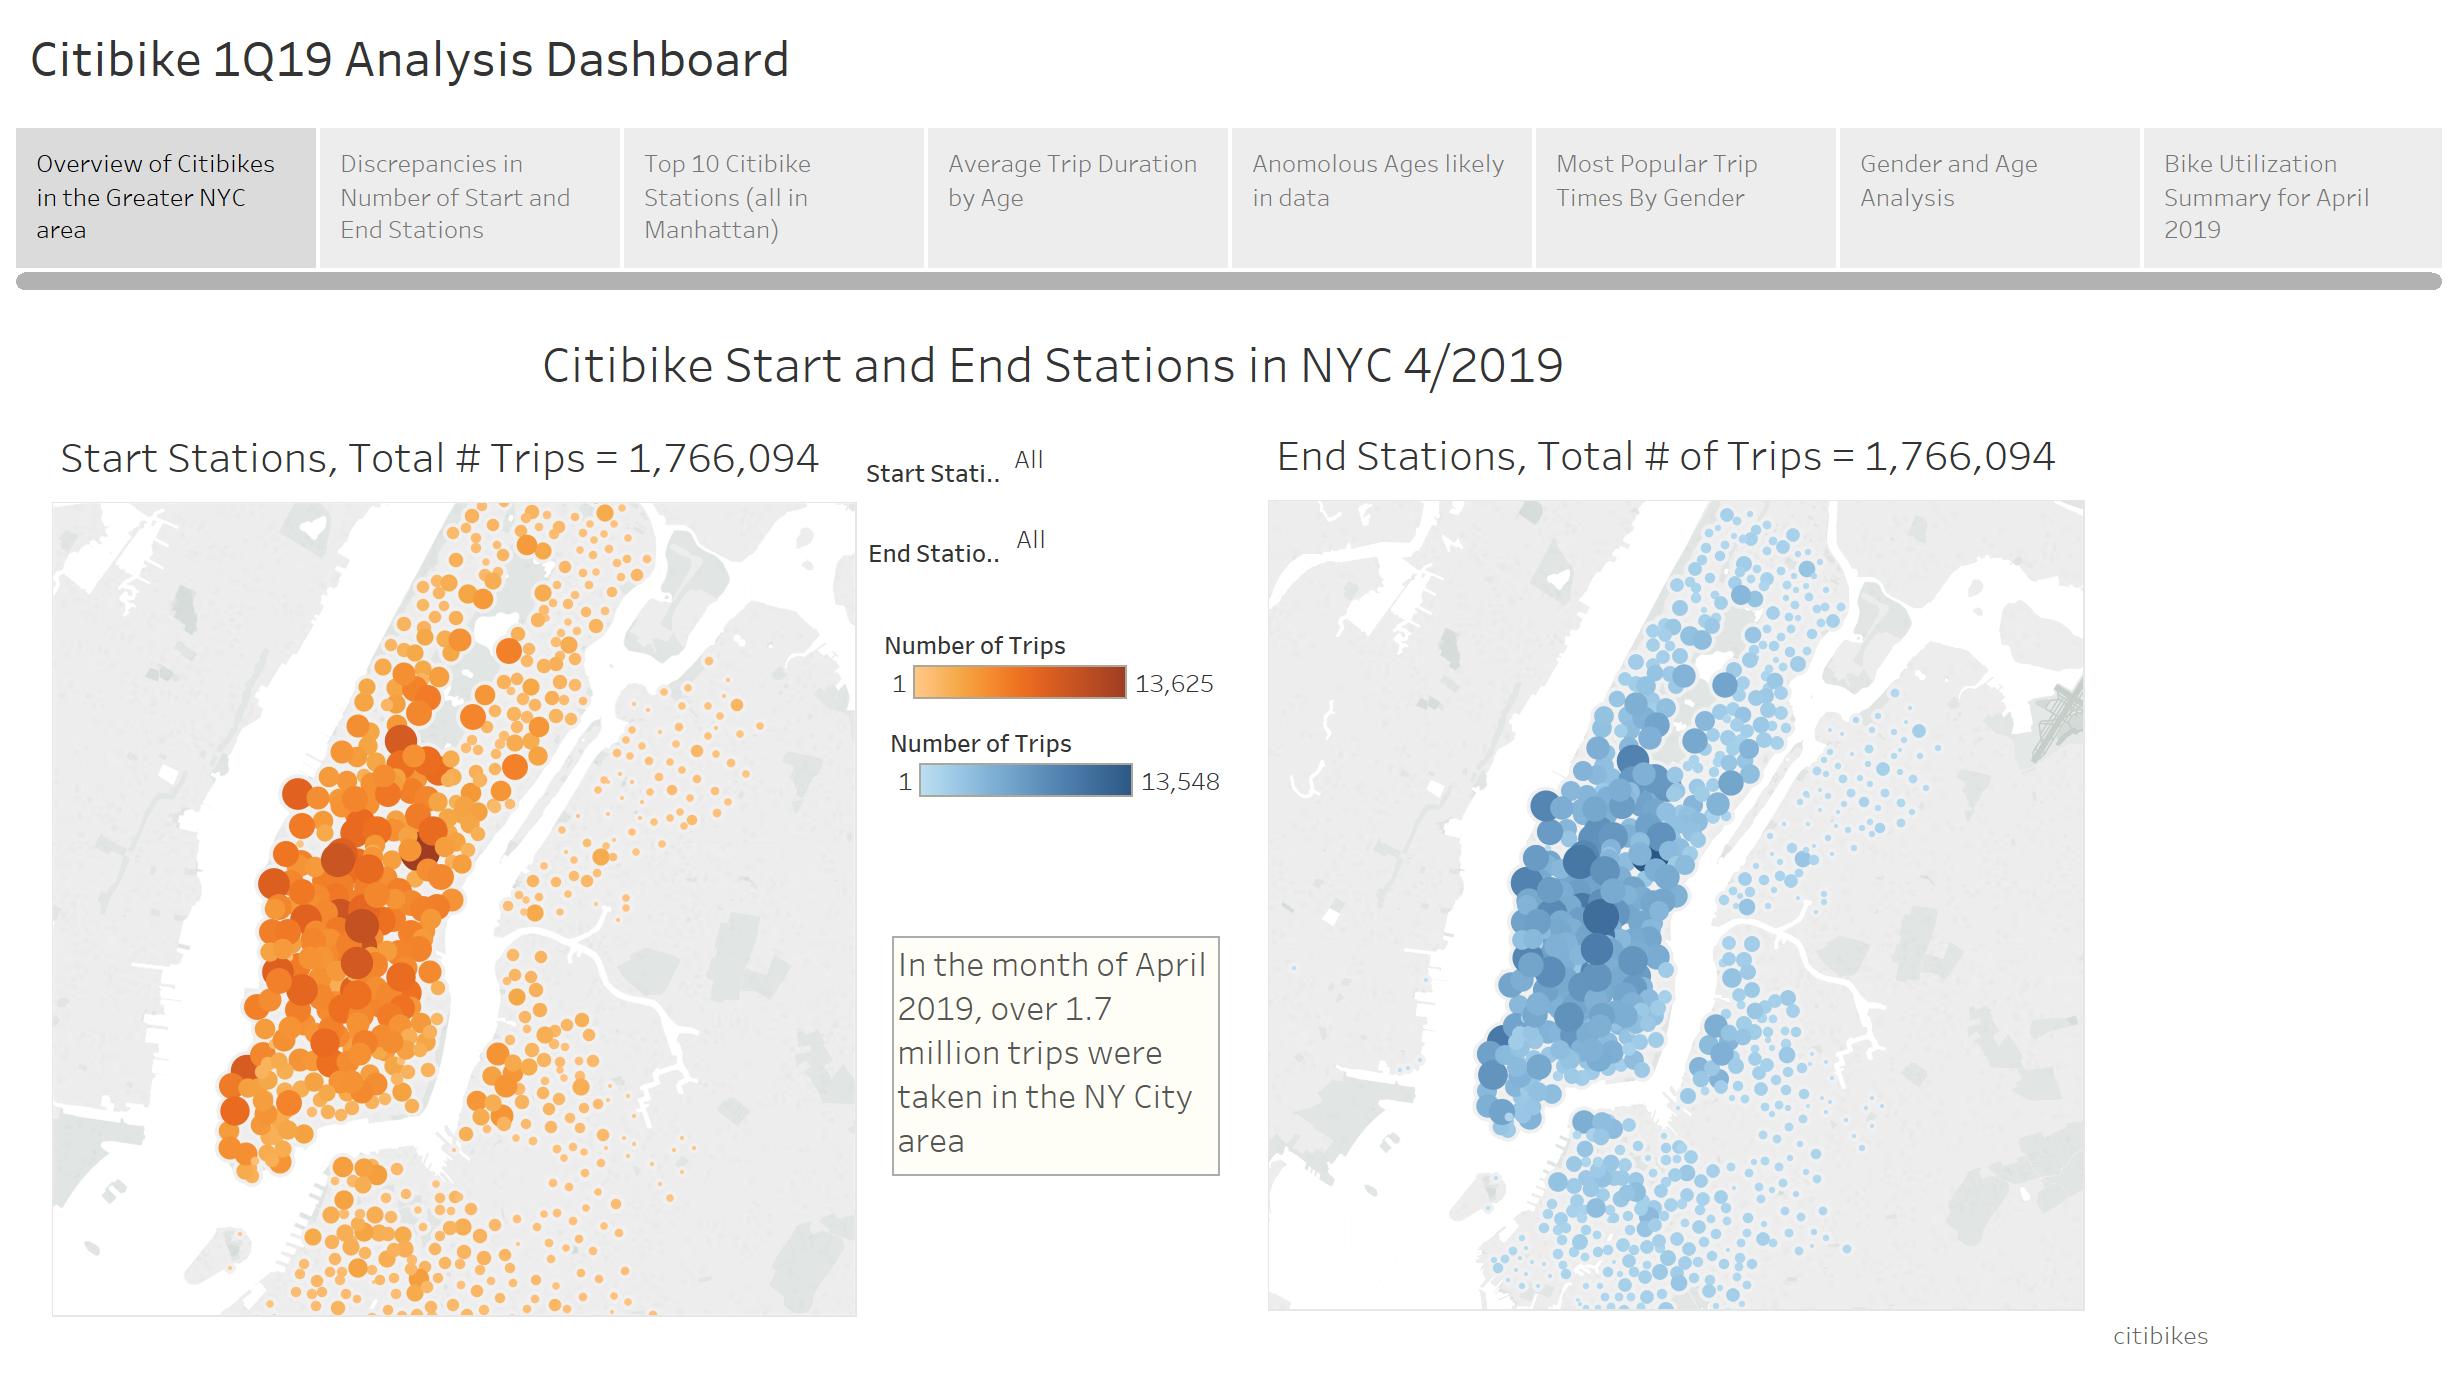 Citibike 1Q19 Analysis Dashboard
Overview of Citibikes
in the Greater NYC
area
Discrepancies in
Number of Start and
End Stations
Top 10 Citibike
Stations (all in
Manhattan)
Average Trip Duration
by Age
Anomolous Ages likely
in data
Most Popular Trip
Times By Gender
Gender and Age
Analysis
Bike Utilization
Summary for April
2019
Citibike Start and End Stations in NYC 4/2019
Start Stations, Total # Trips = 1,766,094
Start Stati.. All
End Statio.. All
Number of Trips
1 13,625
Number of Trips
1 13,548
In the month of April
2019, over 1.7
million trips were
taken in the NY City
area
End Stations, Total # of Trips = 1,766,094
citibikes